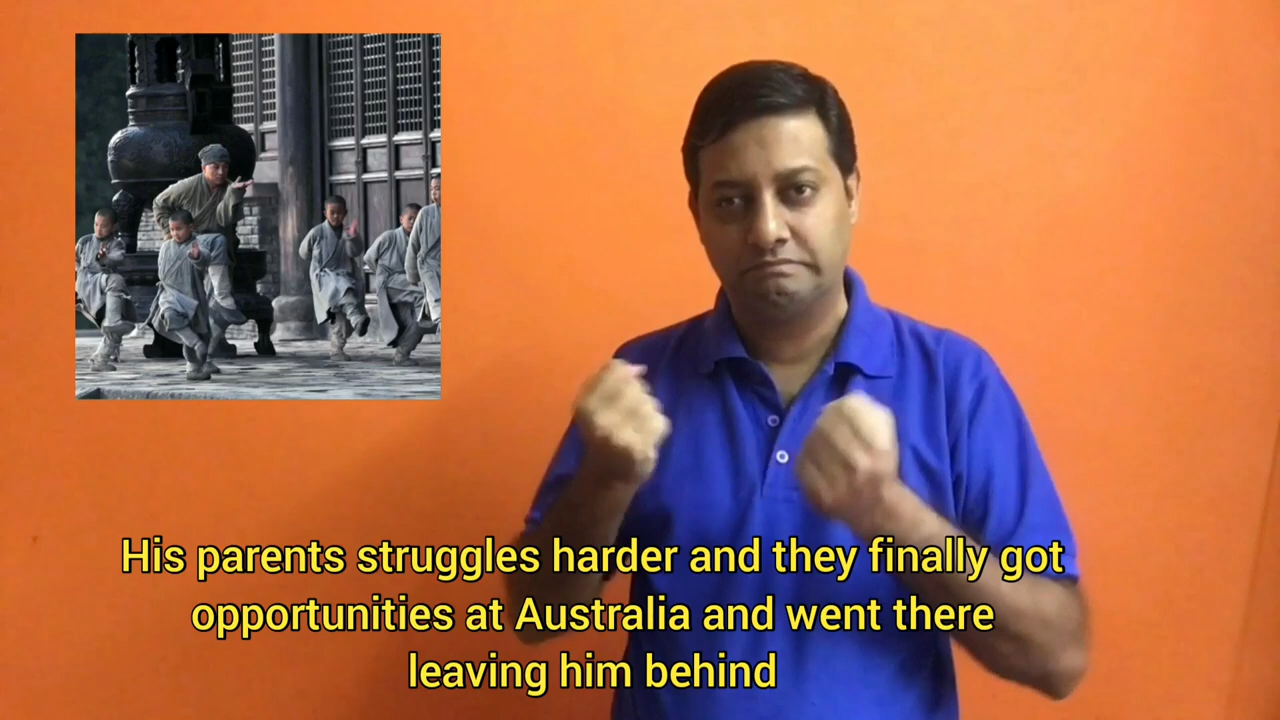 His parents struggles harder and they finally got
opportunities at Australia and went there
leaving him behind